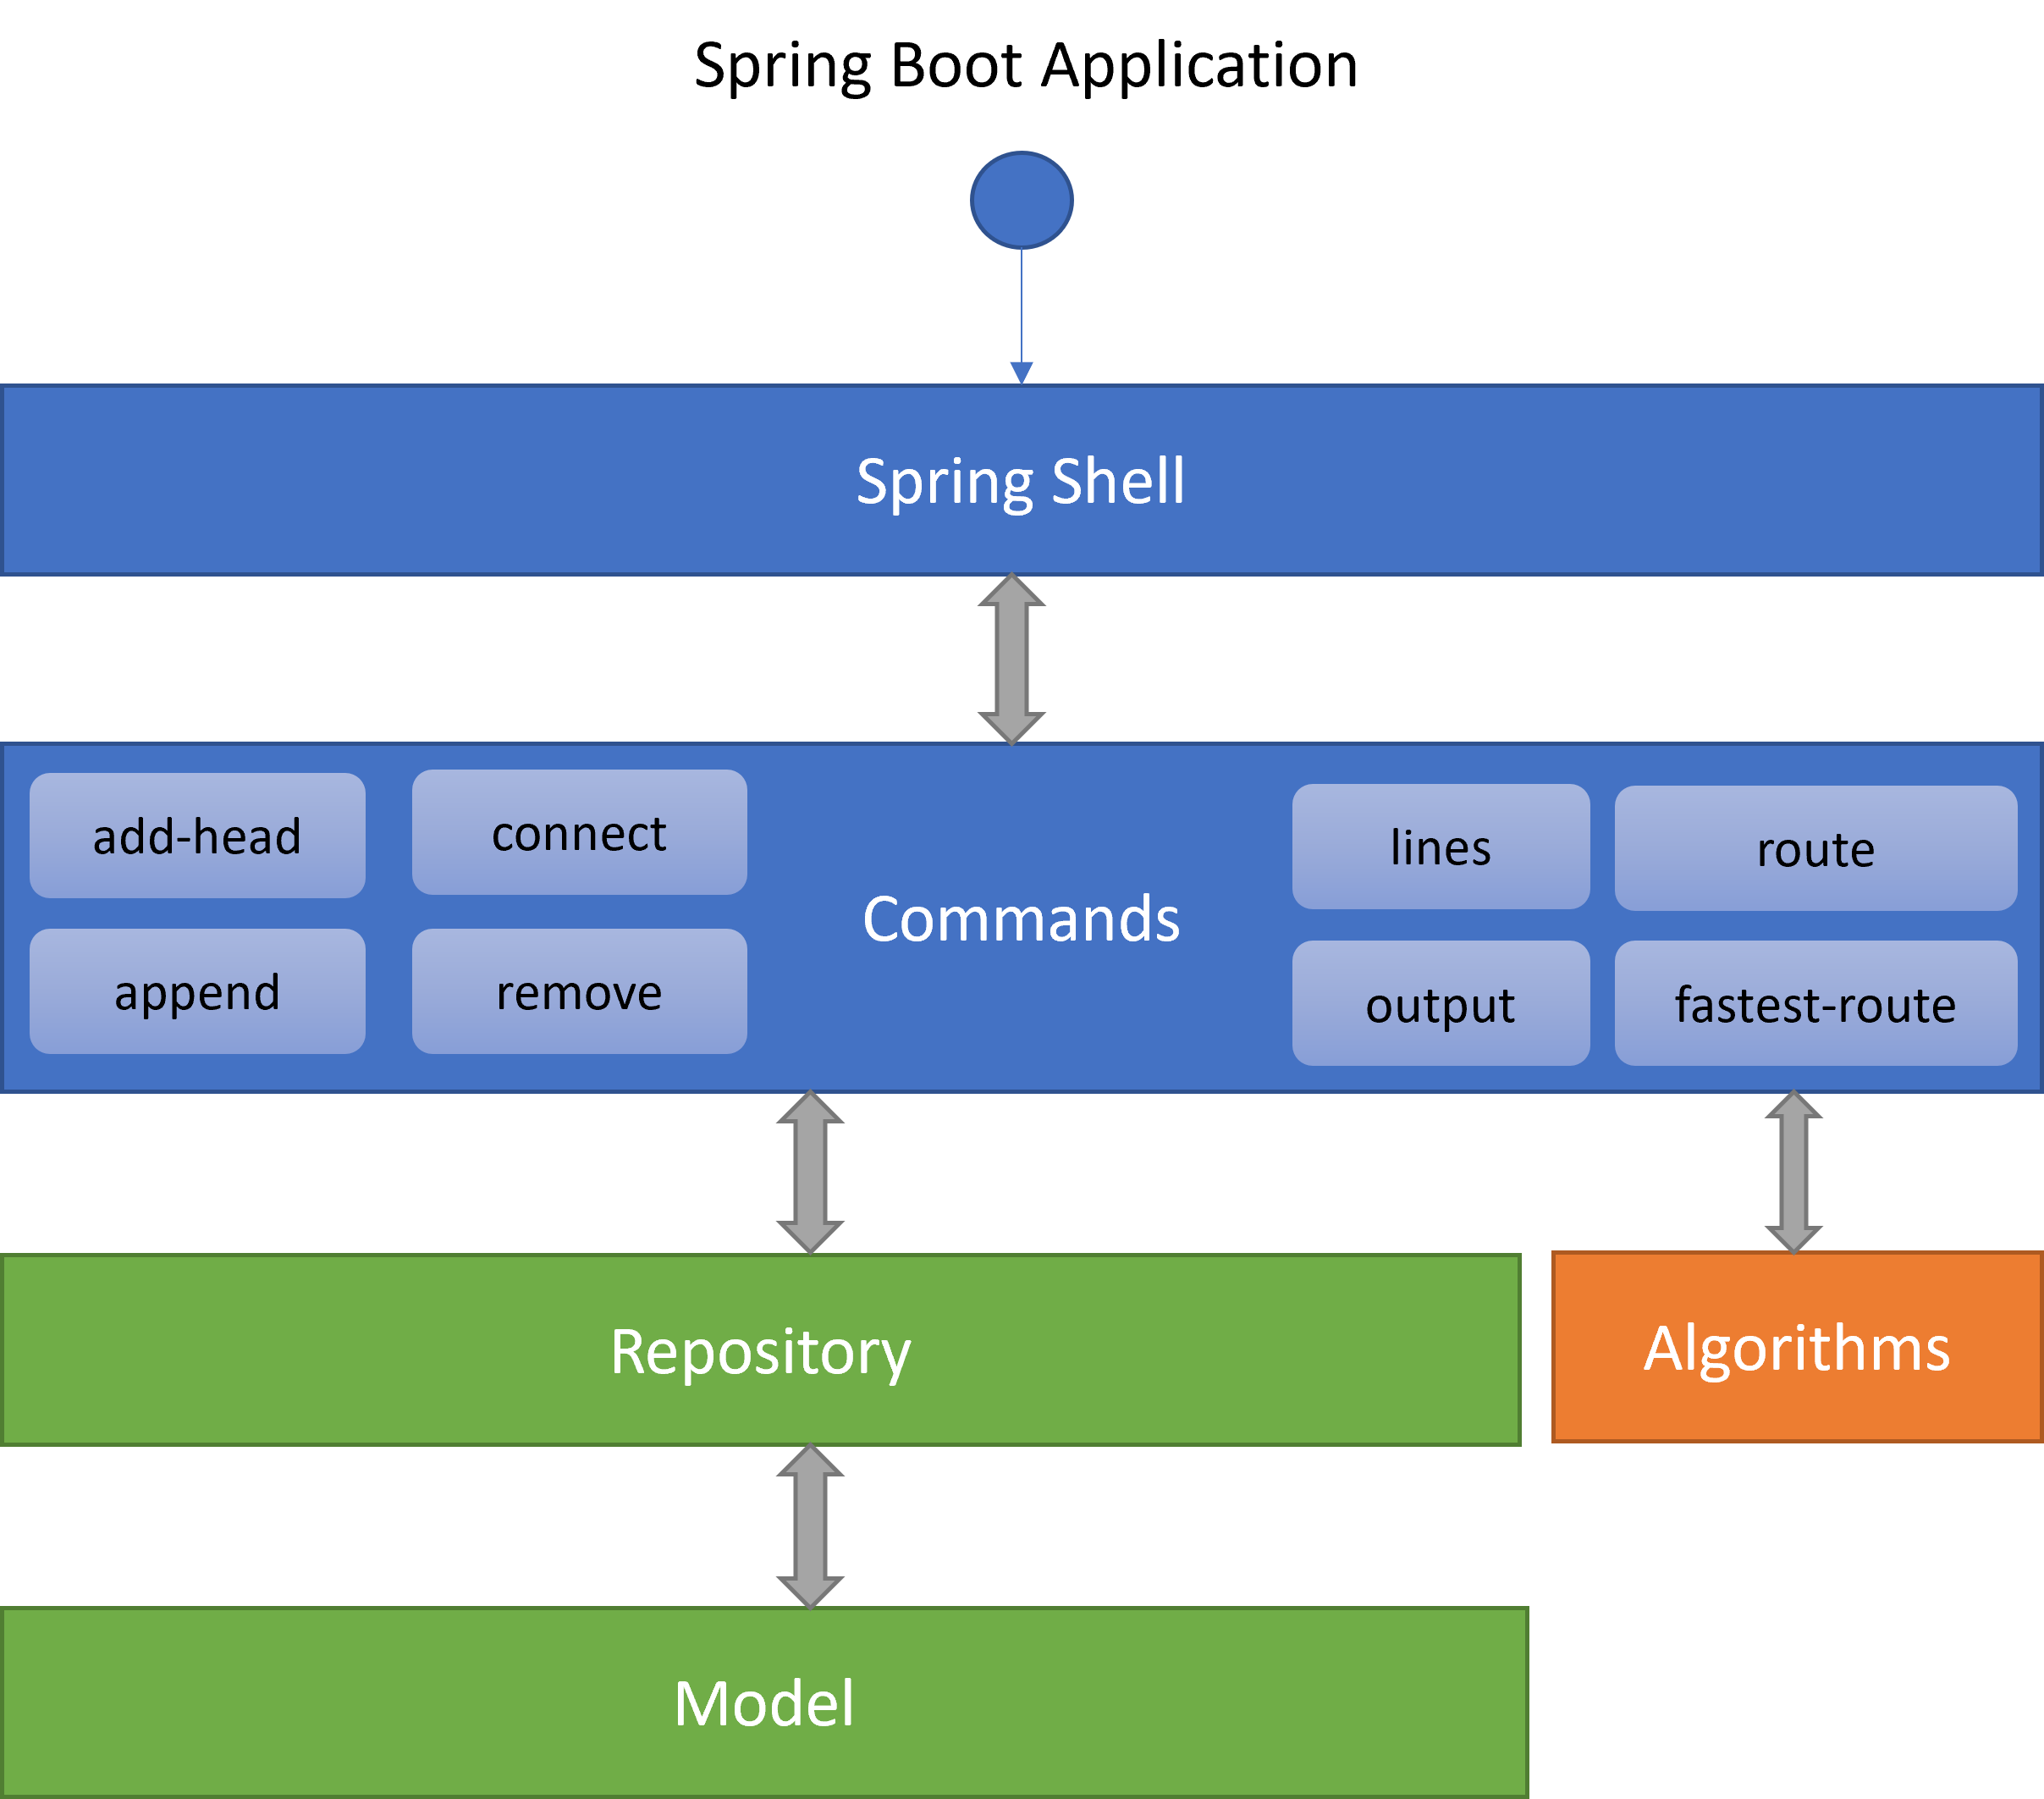 Spring Boot Application
Spring Shell
add-head
connect
append
remove
Commands
lines
route
output
fastest-route
Repository
Algorithms
Model